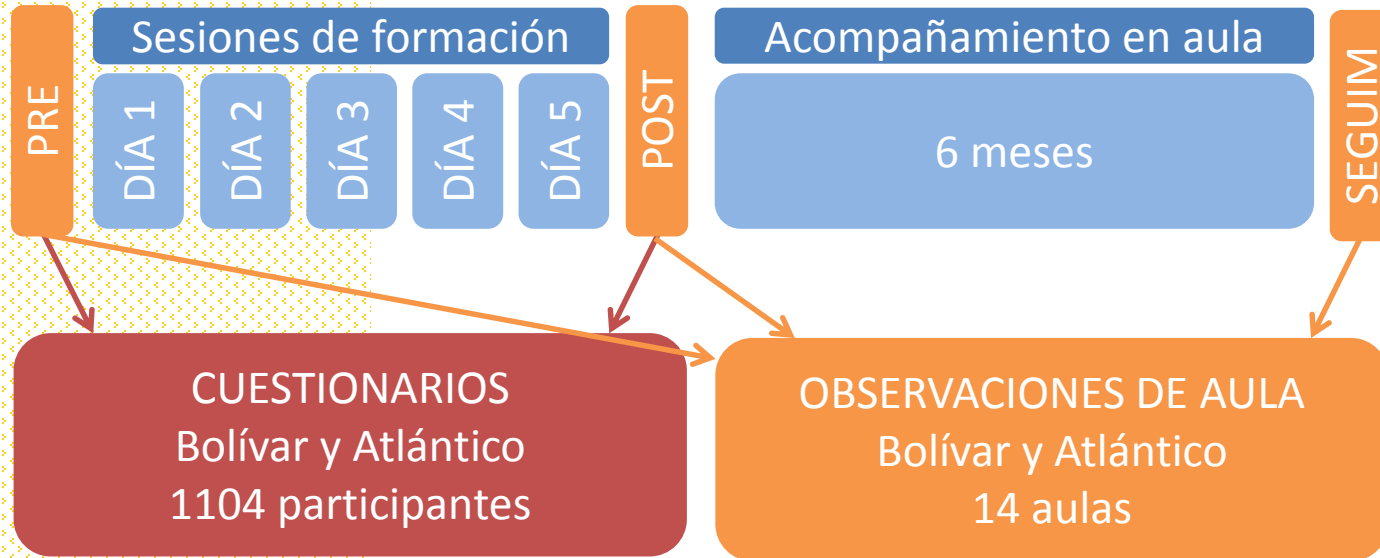 PRE
Sesiones de formación
DÍA 1
DÍA 2
DÍA 3
DÍA 4
DÍA 5
POST
Acompañamiento en aula
6 meses
SEGUIM
CUESTIONARIOS
Bolívar y Atlántico
1104 participantes
OBSERVACIONES DE AULA
Bolívar y Atlántico
14 aulas